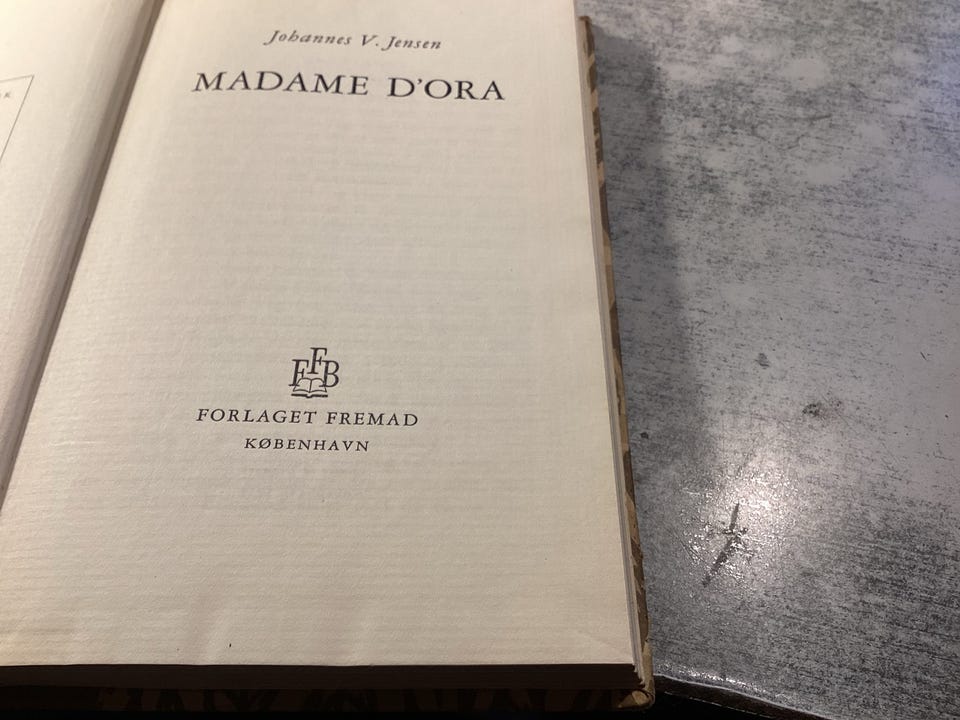 Johannes V. Jensen
MADAME D'ORA
FFB
FORLAGET FREMAD
KØBENHAVN